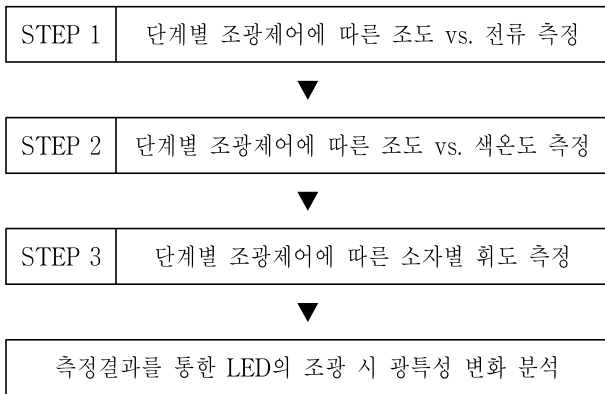 STEP 1 단계별 조광제어에 따른 조도 vs. 전류 측정
STEP 2 단계별 조광제어에 따른 조도 vs. 색온도 측정
STEP 3 단계별 조광제어에 따른 소자별 휘도 측정
측정결과를 통한 LED의 조광 시 광특성 변화 분석